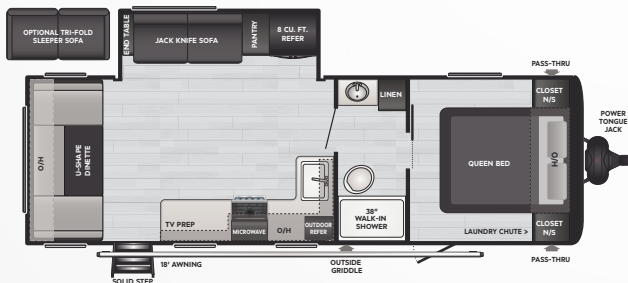 OPTIONAL TRI-FOLD
SLEEPER SOFA
END TABLE
JACK KNIFE SOFA
PANTRY
8 CU. FT.
REFER
PASS-THRU
LINEN
CLOSET
N/S
POWER
TONGUE
JACK
O/H
U-SHAPE
DINETTE
QUEEN BED
O/H
TV PREP
MICROWAVE
O/H
OUTDOOR
REFER
38"
WALK-IN
SHOWER
LAUNDRY CHUTE >
CLOSET
N/S
18' AWNING
OUTSIDE
GRIDDLE
PASS-THRU
SOLID STEP